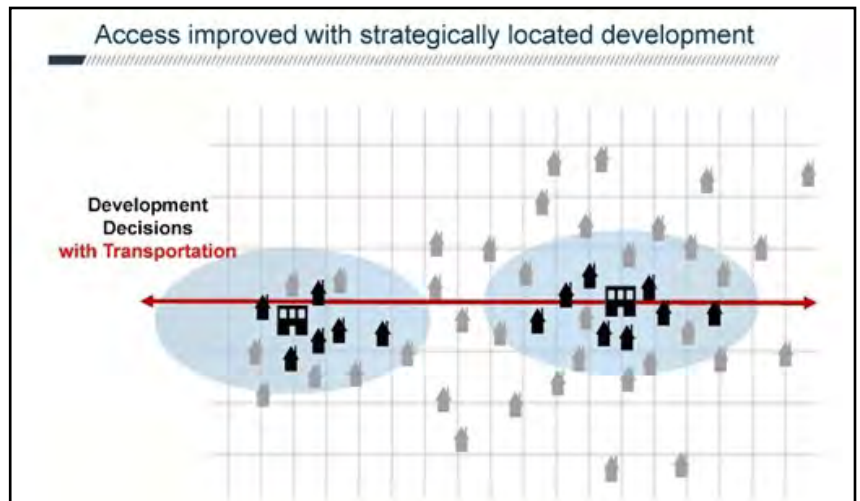 Access improved with strategically located development
Development
Decisions
with Transportation